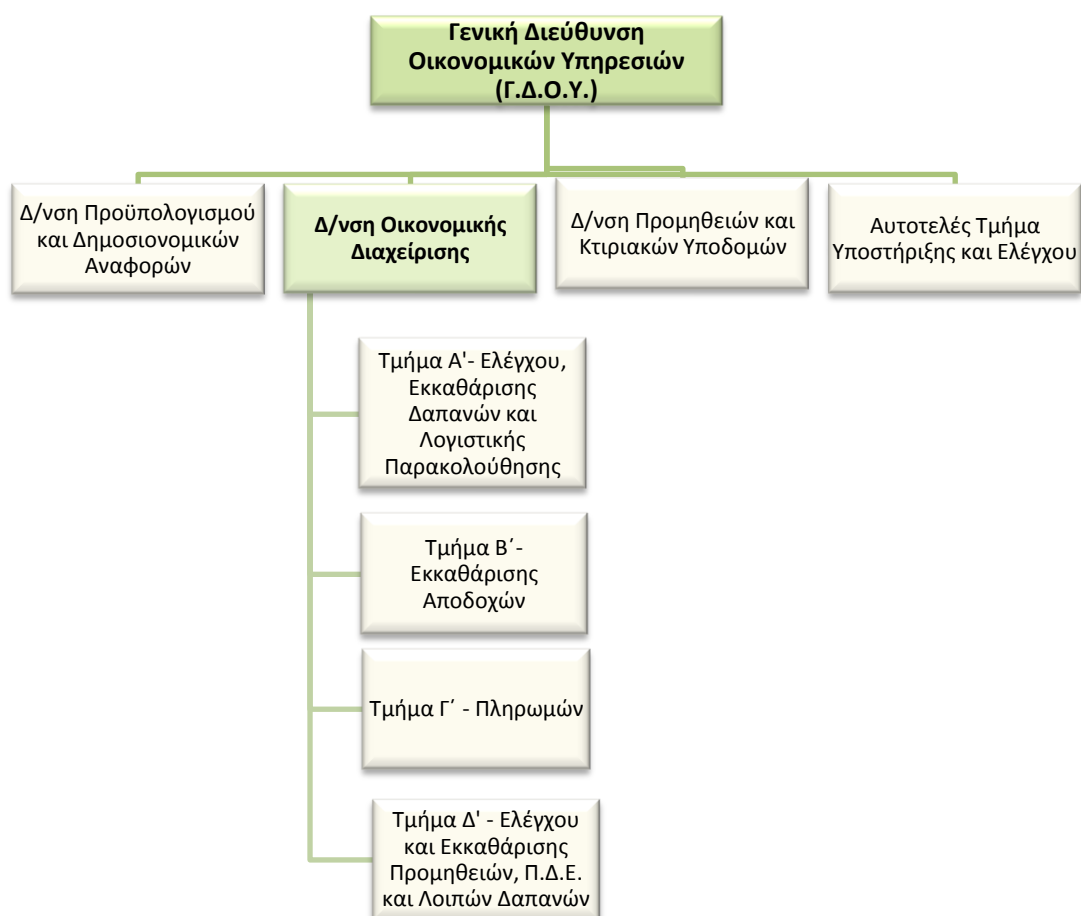 Γενική Διεύθυνση
Οικονομικών Υπηρεσιών
(Γ.Δ.Ο.Υ.)
Δ/νση Προϋπολογισμού
και Δημοσιονομικών
Αναφορών
Δ/νση Οικονομικής
Διαχείρισης
Δ/νση Προμηθειών και
Κτιριακών Υποδομών
Αυτοτελές Τμήμα
Υποστήριξης και Ελέγχου
Τμήμα Α'- Ελέγχου,
Εκκαθάρισης
Δαπανών και
Λογιστικής
Παρακολούθησης
Τμήμα Β΄-
Εκκαθάρισης
Αποδοχών
Τμήμα Γ΄ - Πληρωμών
Τμήμα Δ' - Ελέγχου
και Εκκαθάρισης
Προμηθειών, Π.Δ.Ε.
και Λοιπών Δαπανών